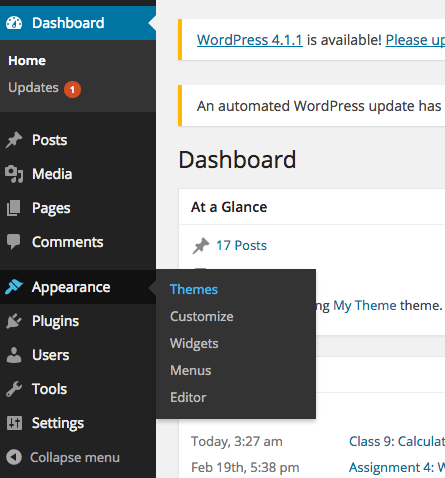 Dashboard
Home
Updates 1
Posts
Media
Pages
Comments
Appearance
Plugins
Users
Tools
Settings
Collapse menu
Themes
Customize
Widgets
Menus
Editor
WordPress 4.1.1 is available! Please up
An automated WordPress update has
Dashboard
At a Glance
17 Posts
ng My Theme theme.
Today, 3:27 am Class 9: Calculat
Feb 19th, 5:38 pm Assignment 4: W